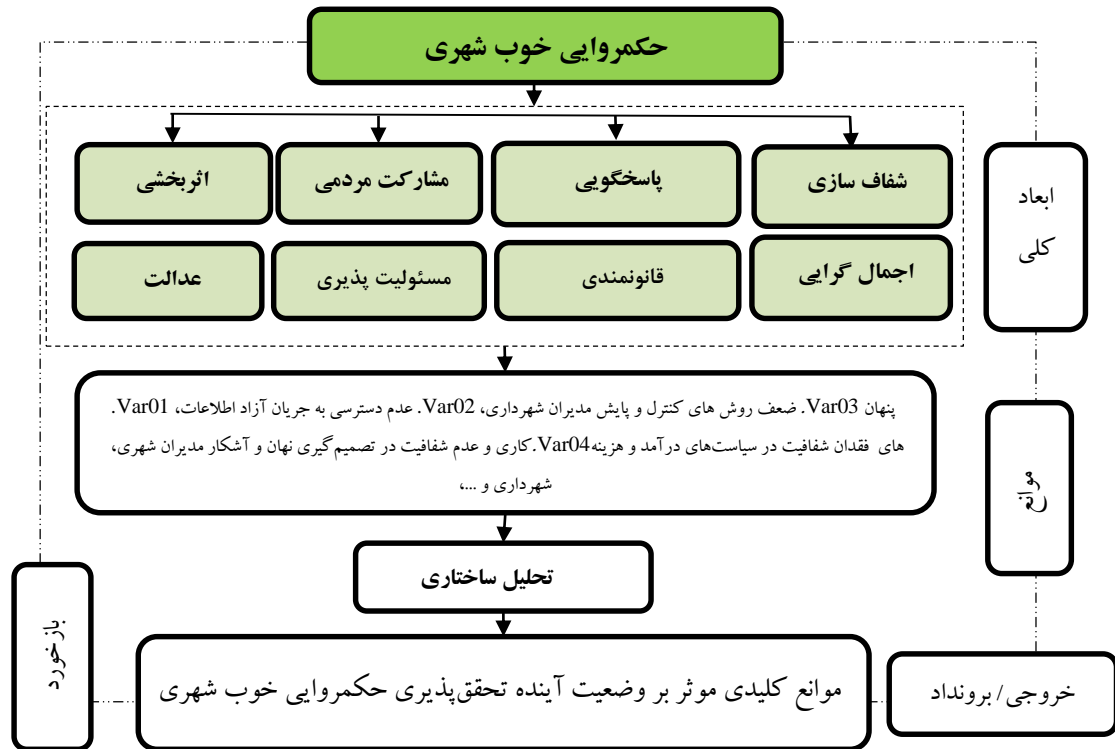 حکمروایی خوب شهری
شفاف سازی
پاسخگویی
مشارکت مردمی
اثربخشی
اجمال گرایی
قانونمندی
مسئولیت پذیری
عدالت
ابعاد
کلی
پنهان Var03. ضعف روش های کنترل و پایش مدیران شهرداری، Var02. عدم دسترسی به جریان آزاد اطلاعات، Var01.
های فقدان شفافیت در سیاست‌های درآمد و هزینه Var04.کاری و عدم شفافیت در تصمیم‌گیری نهان و آشکار مدیران شهری،
شهرداری و ...،
موانع
تحلیل ساختاری
موانع کلیدی موثر بر وضعیت آینده تحقق‌پذیری حکمروایی خوب شهری
خروجی/ برونداد
بازخورد